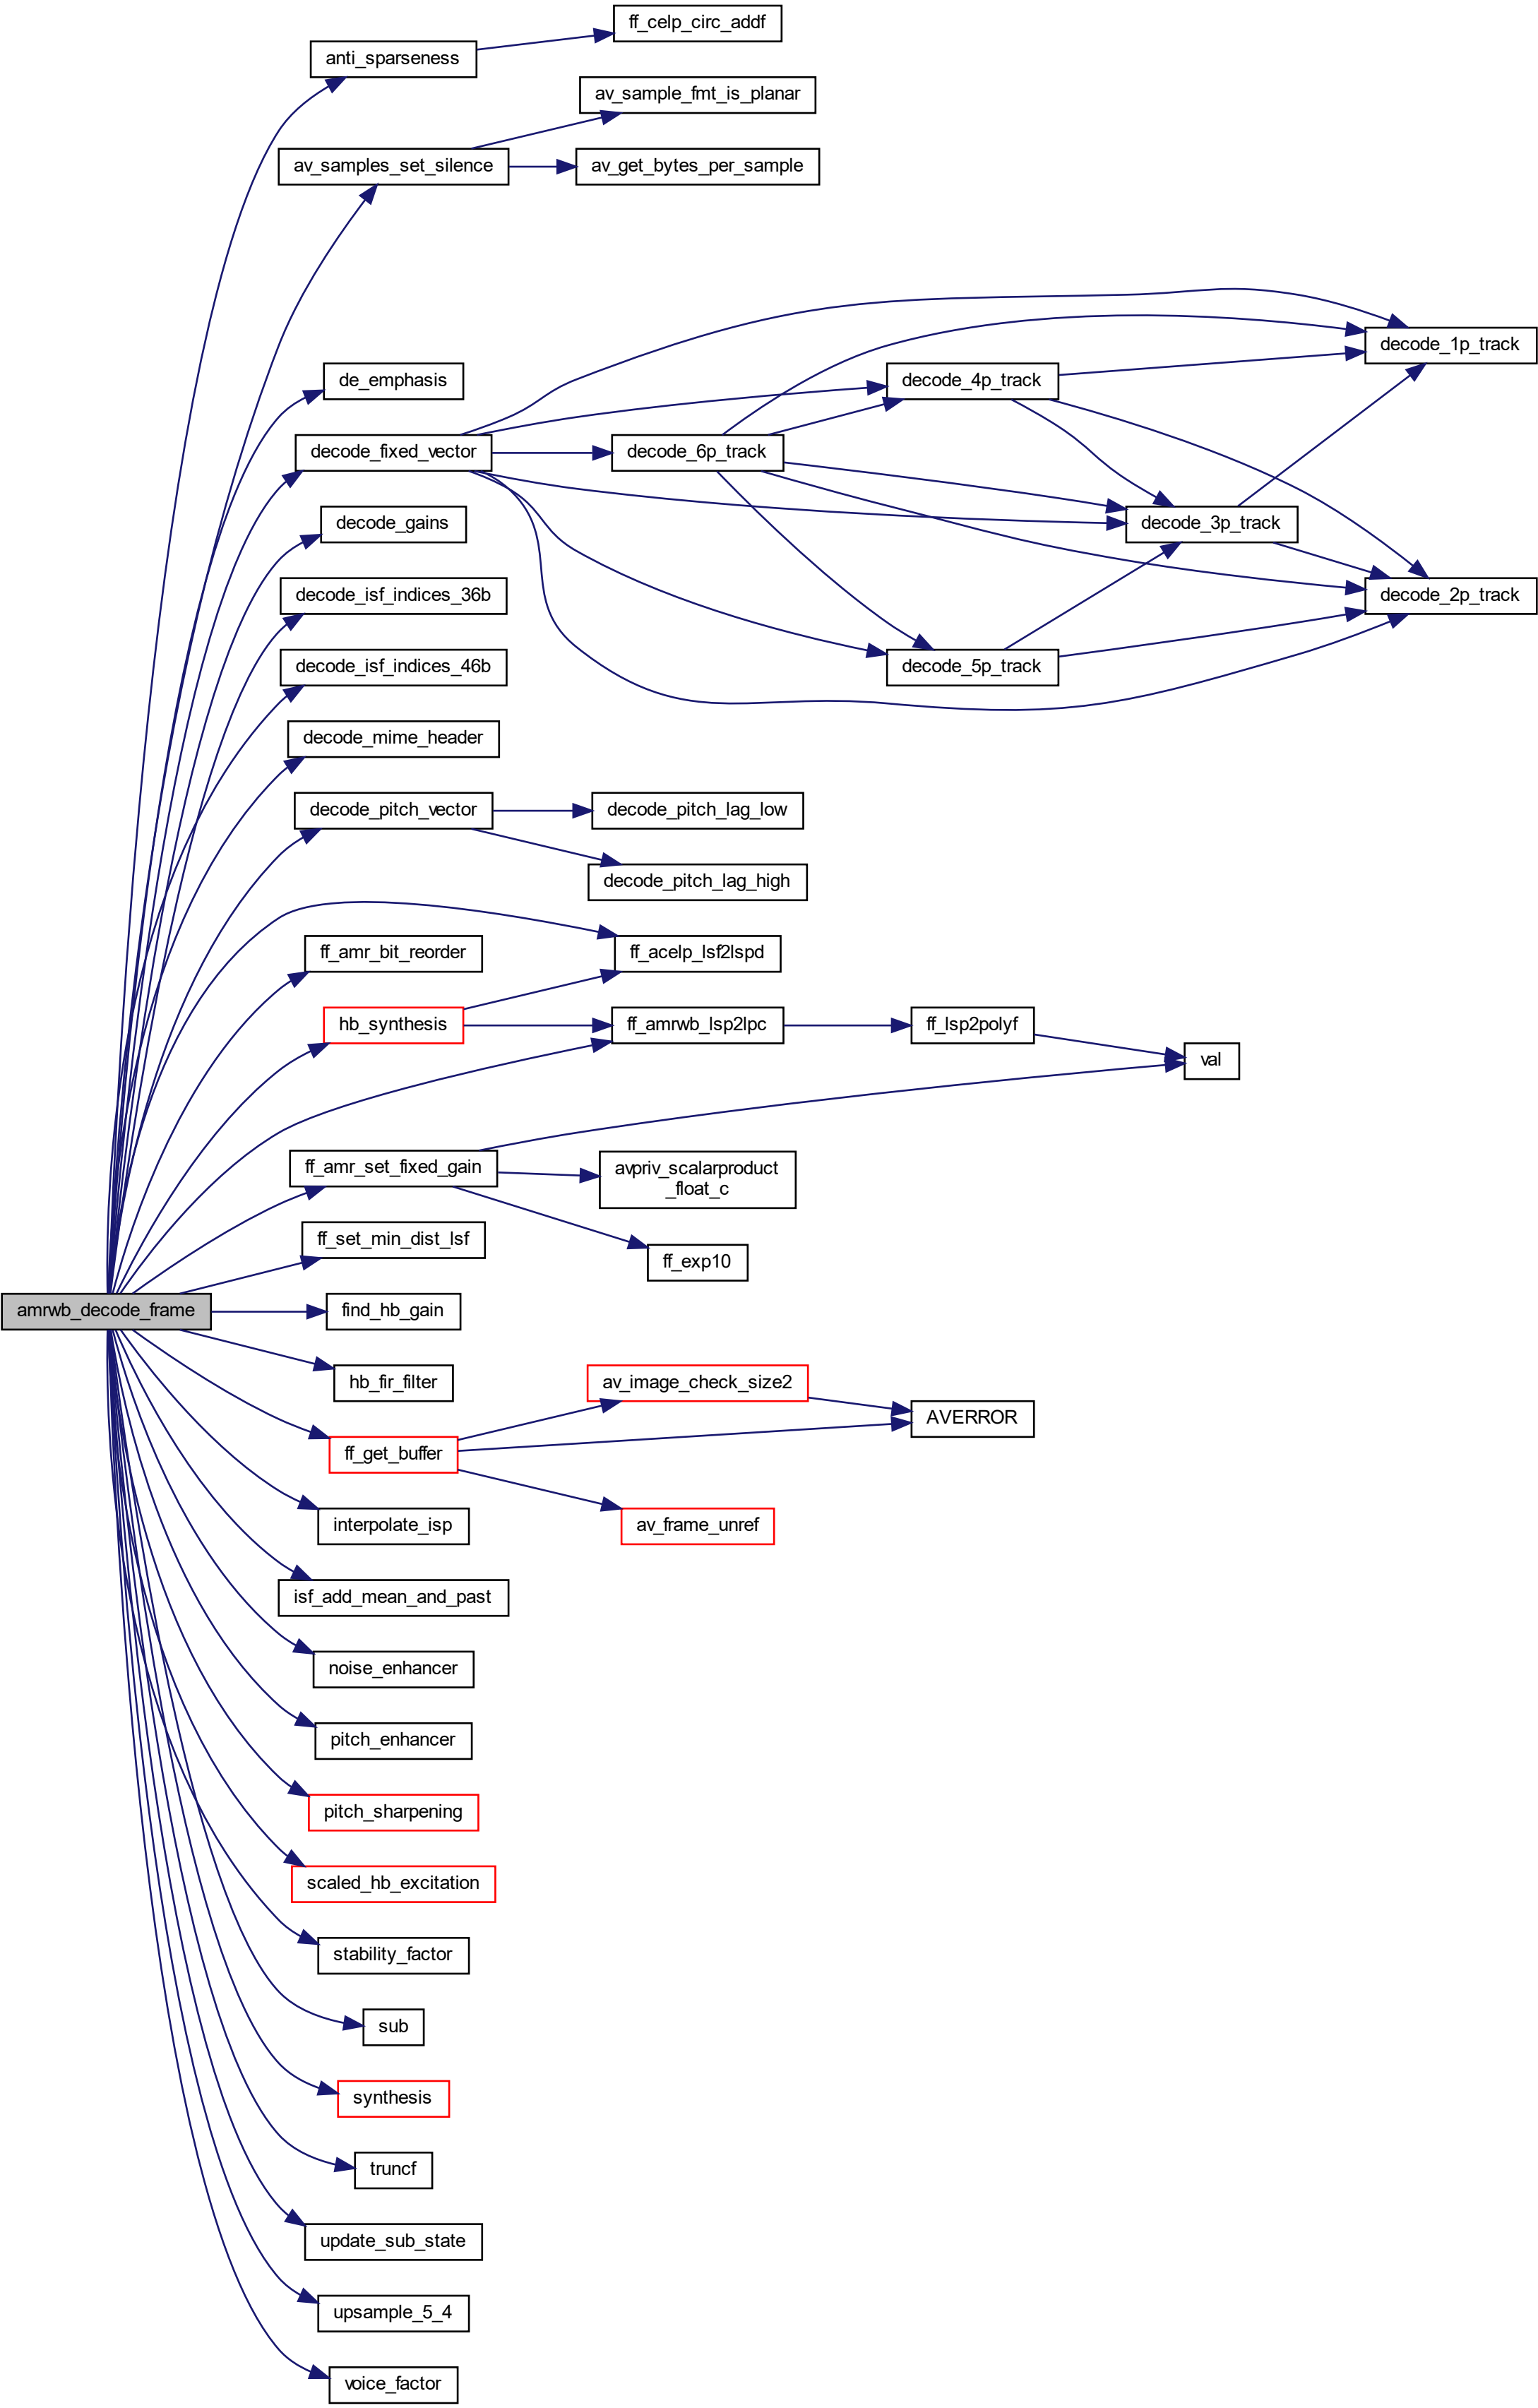 ff_celp_circ_addf
anti_sparseness
av_sample_fmt_is_planar
av_samples_set_silence
av_get_bytes_per_sample
decode_1p_track
de_emphasis
decode_4p_track
decode_fixed_vector
decode_6p_track
decode_gains
decode_3p_track
decode_isf_indices_36b
decode_2p_track
decode_isf_indices_46b
decode_5p_track
decode_mime_header
decode_pitch_vector
decode_pitch_lag_low
decode_pitch_lag_high
ff_amr_bit_reorder
ff_acelp_lsf2lspd
hb_synthesis
ff_amrwb_lsp2lpc
ff_lsp2polyf
val
ff_amr_set_fixed_gain
avpriv_scalarproduct
_float_c
ff_set_min_dist_lsf
ff_exp10
amrwb_decode_frame
find_hb_gain
hb_fir_filter
av_image_check_size2
AVERROR
ff_get_buffer
interpolate_isp
av_frame_unref
isf_add_mean_and_past
noise_enhancer
pitch_enhancer
pitch_sharpening
scaled_hb_excitation
stability_factor
sub
synthesis
truncf
update_sub_state
upsample_5_4
voice_factor